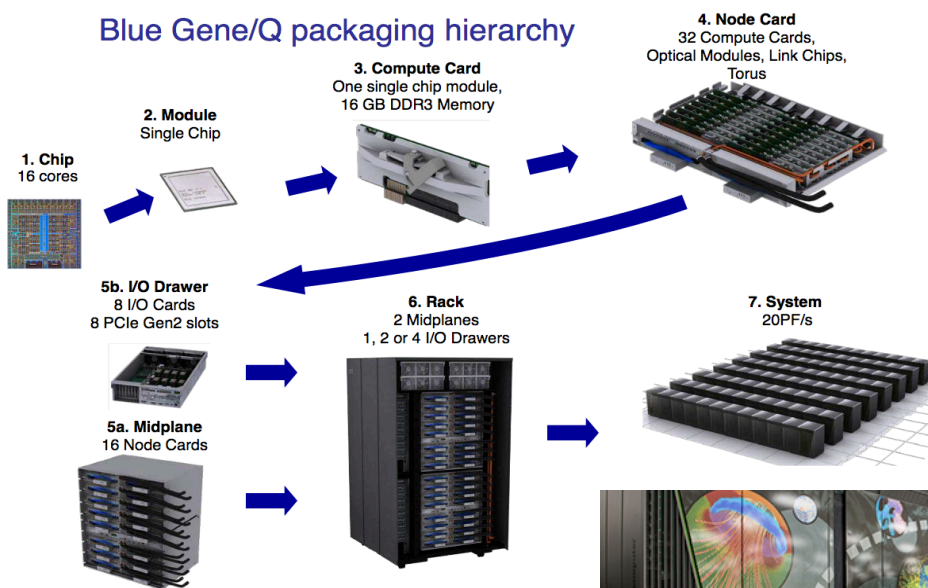 Blue Gene/Q packaging hierarchy
1. Chip
16 cores
2. Module
Single Chip
3. Compute Card
One single chip module,
16 GB DDR3 Memory
4. Node Card
32 Compute Cards,
Optical Modules, Link Chips,
Torus
5b. I/O Drawer
8 I/O Cards
8 PCIe Gen2 slots
5a. Midplane
16 Node Cards
6. Rack
2 Midplanes
1, 2 or 4 I/O Drawers
7. System
20PF/s